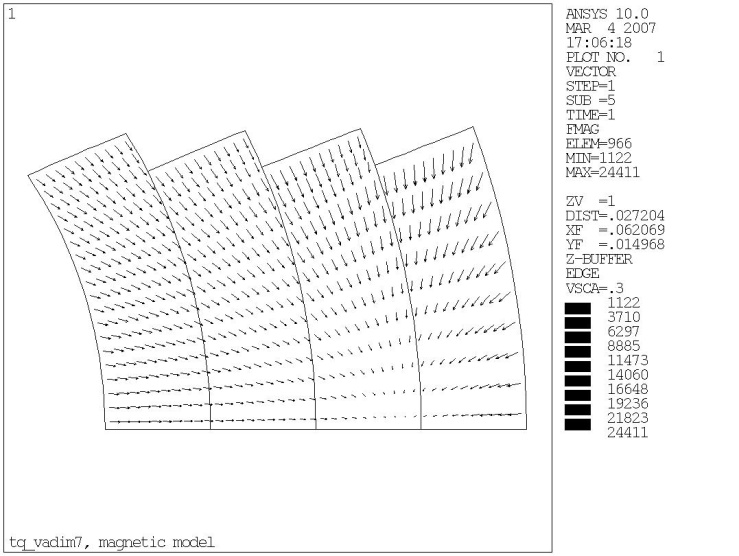 1
ANSYS 10.0
MAR 4 2007
17:06:18
PLOT NO. 1
VECTOR
STEP=1
SUB =5
TIME=1
FMAG
ELEM=966
MIN=1122
MAX=24411
ZV =1
DIST=.027204
XF =.062069
YF =.014968
Z-BUFFER
EDGE
VSCA=.3
1122
3710
6297
8885
11473
14060
16648
19236
21823
24411
tq_vadim7, magnetic model